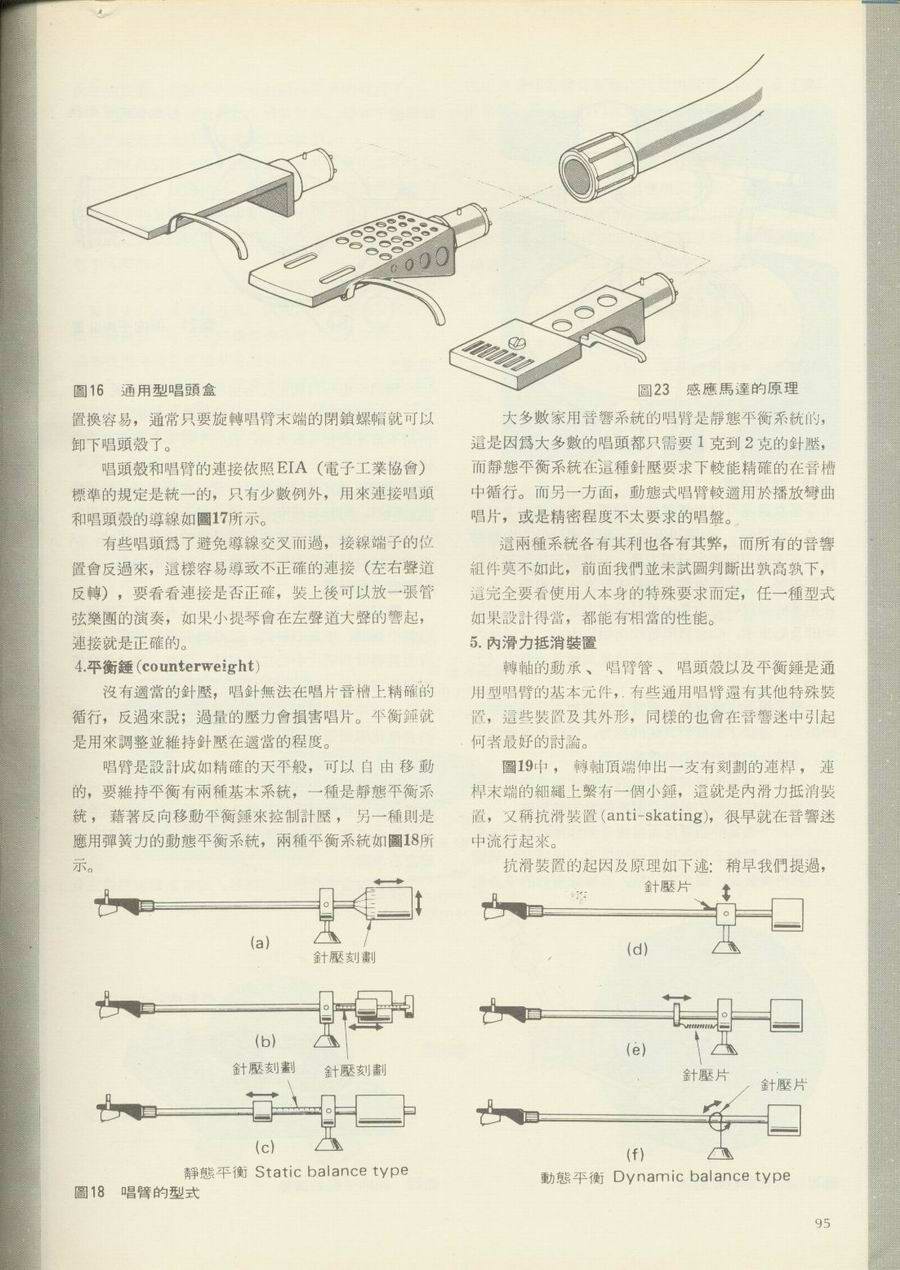 圖16 通用型唱頭盒
置換容易，通常只要旋轉唱臂末端的閉鎖螺帽就可以
卸下唱頭殼了。
唱頭殼和唱臂的連接依照EIA（電子工業協會）
標準的規定是統一的，只有少數例外，用來連接唱頭
和唱頭殼的導線如圖17所示。
有些唱頭爲了避免導線交叉而過，接線端子的位
置會反過來，這樣容易導致不正確的連接（左右聲道
反轉），要看看連接是否正確，裝上後可以放一張管
弦樂團的演奏，如果小提琴會在左聲道大聲的響起，
連接就是正確的。
4.平衡錘(counterweight)
沒有適當的針壓，唱針無法在唱片音槽上精確的
循行，反過來說；過量的壓力會損害唱片。平衡錘就
是用來調整並維持針壓在適當的程度。
唱臂是設計成如精確的天平般，可以自由移動
的，要維持平衡有兩種基本系統，一種是靜態平衡系
統，藉著反向移動平衡錘來控制計壓，另一種則是
應用彈簧力的動態平衡系統，兩種平衡系統如圖18所
示。
圖23 感應馬達的原理
大多數家用音響系統的唱臂是靜態平衡系統的，
這是因爲大多數的唱頭都只需要1克到2克的針壓，
而靜態平衡系統在這種針壓要求下較能精確的在音槽
中循行。而另一方面，動態式唱臂較適用於播放彎曲
唱片，或是精密程度不太要求的唱盤。
這兩種系統各有其利也各有其弊，而所有的音響
組件莫不如此，前面我們並未試圖判斷出孰高孰下，
這完全要看使用人本身的特殊要求而定，任一種型式
如果設計得當，都能有相當的性能。
5.內滑力抵消裝置
轉軸的動承、唱臂管、唱頭殼以及平衡錘是通
用型唱臂的基本元件，有些通用唱臂還有其他特殊裝
置，這些裝置及其外形，同樣的也會在音響迷中引起
何者最好的討論。
圖19中，轉軸頂端伸出一支有刻劃的連桿，連
桿末端的細繩上繫有一個小錘，這就是內滑力抵消裝
置，又稱抗滑裝置(anti-skating)，很早就在音響迷
中流行起來。
抗滑裝置的起因及原理如下述：稍早我們提過，
(a)
針壓刻劃
(b)
針壓刻劃
針壓刻劃
(c)
靜態平衡 Static balance type
針壓片
(d)
(e)
針壓片
針壓片
(f)
動態平衡 Dynamic balance type
圖18 唱臂的型式
95